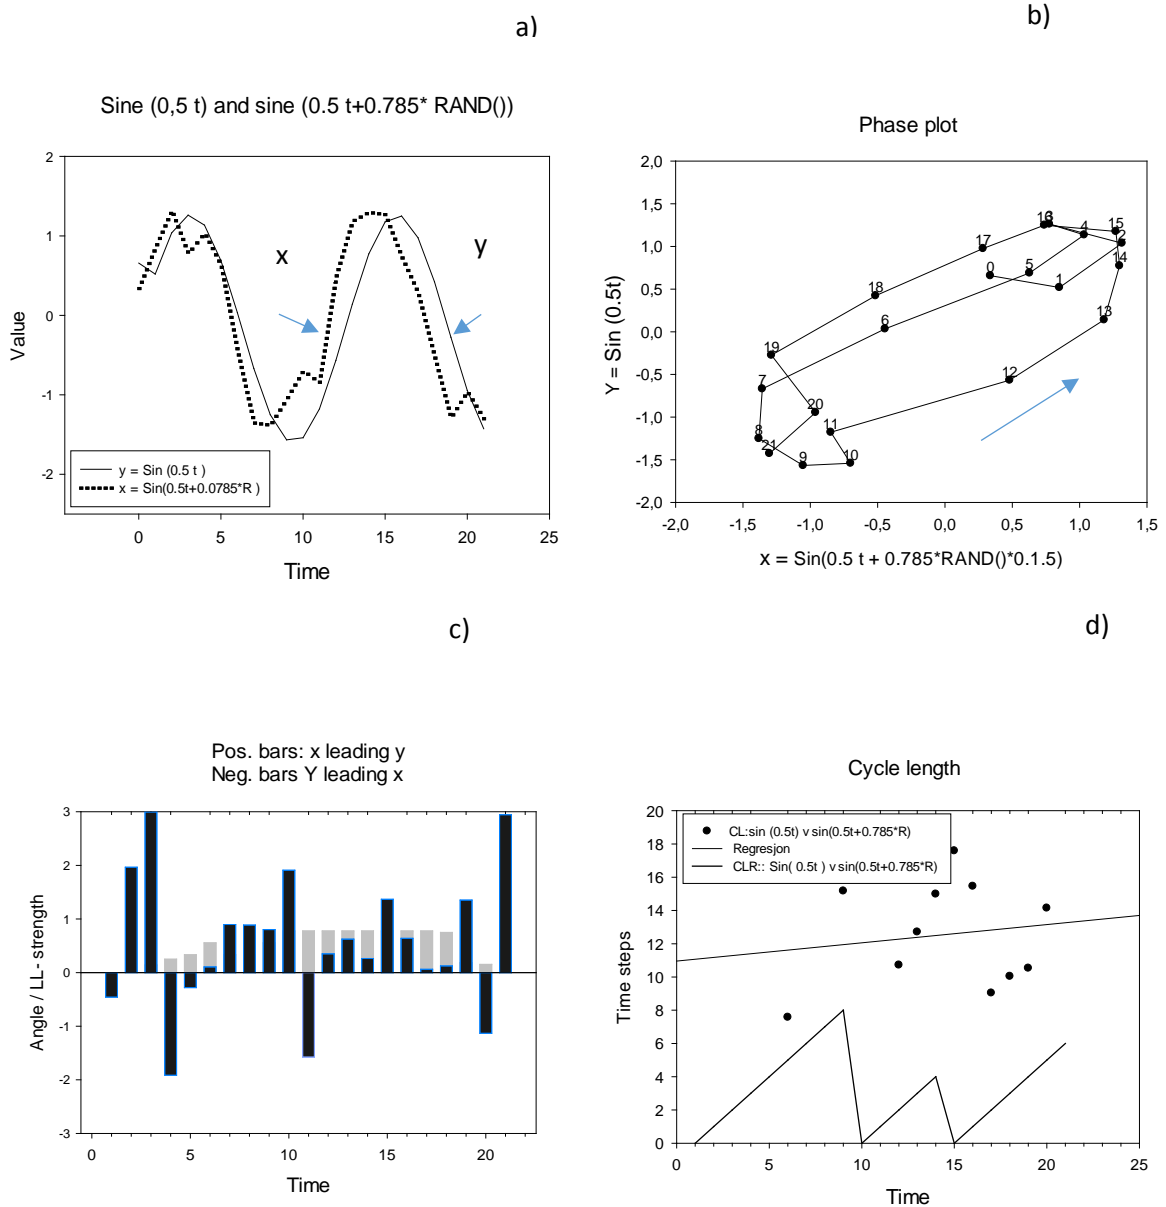 a)
Sine (0,5 t) and sine (0.5 t+0.785* RAND())
2
1
0
-1
-2
Value
x
y
y = Sin (0.5 t )
x = Sin(0.5t+0.0785*R )
0 5 10 15 20 25
Time
b)
Phase plot
2,0
1,5
1,0
0,5
0,0
-0,5
-1,0
-1,5
-2,0
Y = Sin (0.5t)
16 3 15
4 2
17
14
0 5 1
18
13
6
19
12
7
20
11
8
21
9 10
-2,0 -1,5 -1,0 -0,5 0,0 0,5 1,0 1,5
x = Sin(0.5 t + 0.785*RAND()*0.1.5)
c)
Pos. bars: x leading y
Neg. bars Y leading x
3
2
1
0
-1
-2
-3
Angle / LL- strength
0 5 10 15 20
Time
d)
Cycle length
20
18
16
14
12
10
8
6
4
2
0
Time steps
CL:sin (0.5t) v sin(0.5t+0.785*R)
Regresjon
CLR:: Sin( 0.5t ) v sin(0.5t+0.785*R)
0 5 10 15 20 25
Time